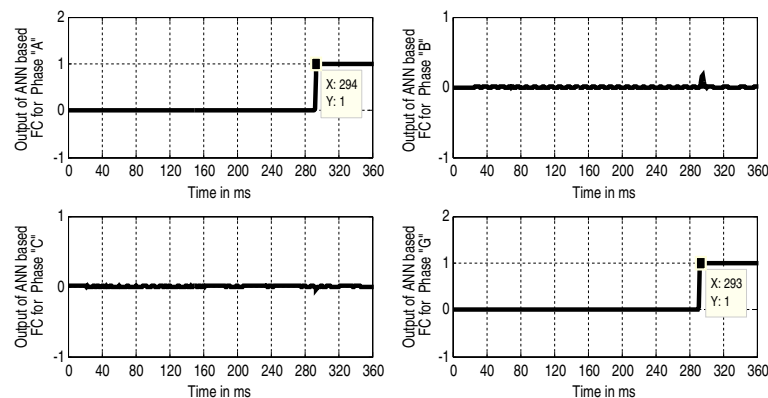 Output of ANN based
FC for Phase "A"
2
1
0
-1
X: 294
Y: 1
0 40 80 120 160 200 240 280 320 360
Time in ms
Output of ANN based
FC for Phase "B"
1
0
-1
0 40 80 120 160 200 240 280 320 360
Time in ms
Output of ANN based
FC for Phase "C"
1
0
-1
0 40 80 120 160 200 240 280 320 360
Time in ms
Output of ANN based
FC for Phase "G"
2
1
0
-1
X: 293
Y: 1
0 40 80 120 160 200 240 280 320 360
Time in ms